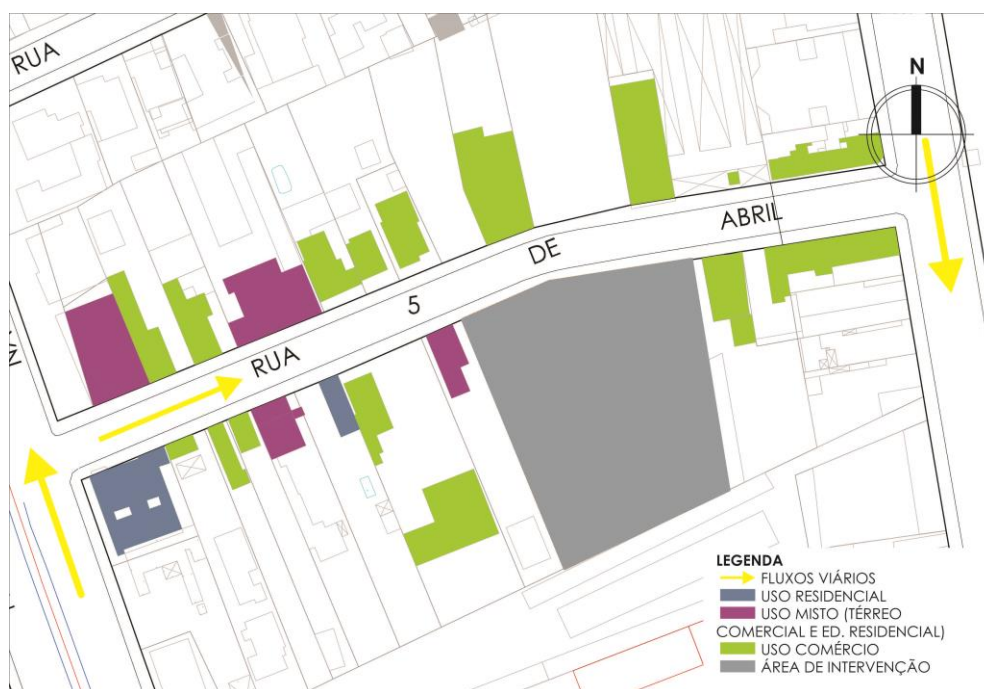 RUA
N
RUA 5 DE ABRIL
LEGENDA
FLUXOS VIÁRIOS
USO RESIDENCIAL
USO MISTO (TÉRREO
COMERCIAL E ED. RESIDENCIAL)
USO COMÉRCIO
ÁREA DE INTERVENÇÃO